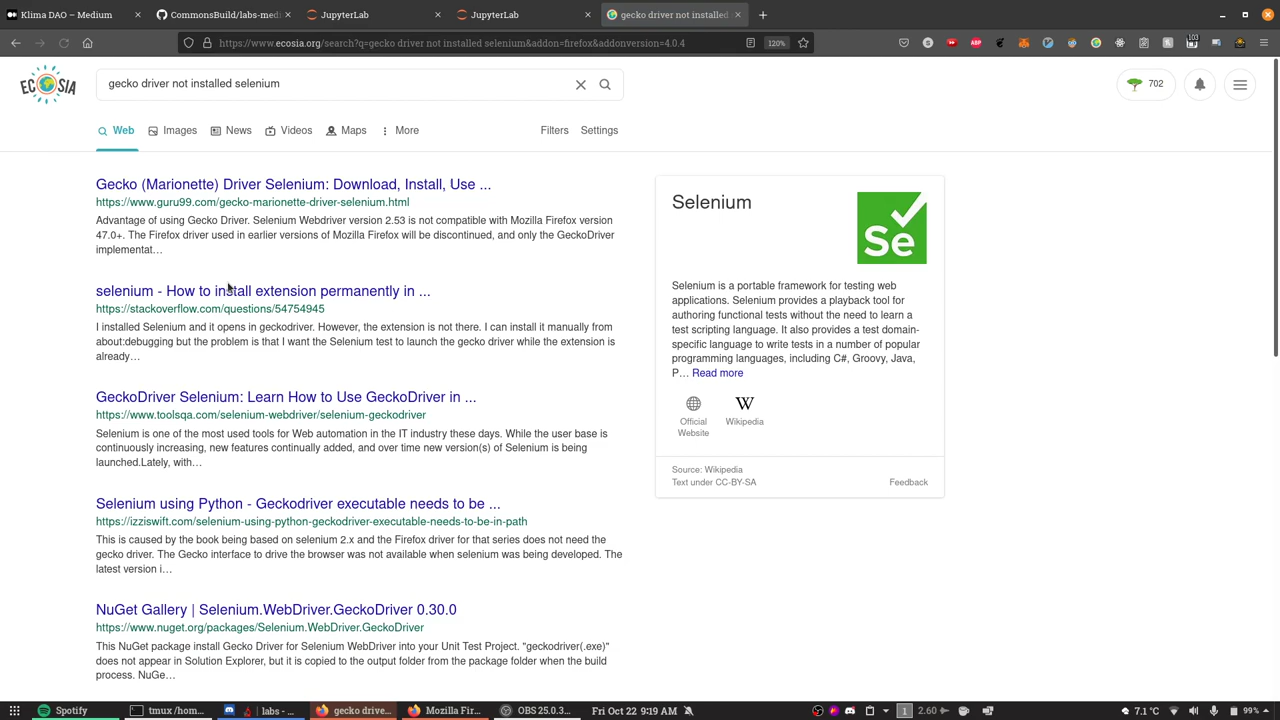 Klima DAO — Medium
CommonsBuild/labs-medi
JupyterLab
JupyterLab
gecko driver not installed
https://www.ecosia.org/search?q=gecko driver not installed selenium&addon=firefox&addonversion=4.0.4
120%
ABP
103
ECOSIA
gecko driver not installed selenium
702
Web
Images
News
Videos
Maps
More
Filters
Settings
Gecko (Marionette) Driver Selenium: Download, Install, Use ...
https://www.guru99.com/gecko-marionette-driver-selenium.html
Advantage of using Gecko Driver. Selenium Webdriver version 2.53 is not compatible with Mozilla Firefox
version
47.0+. The Firefox driver used in earlier versions of Mozilla Firefox will be discontinued, and only the GeckoDriver
implementat…
selenium - How to install extension permanently in ...
https://stackoverflow.com/questions/54754945
I installed Selenium and it opens in geckodriver. However, the extension is not there. I can install it manually from
about:debugging but the problem is that I want the Selenium test to launch the gecko driver while the extension is
already…
GeckoDriver Selenium: Learn How to Use GeckoDriver in ...
https://www.toolsqa.com/selenium-webdriver/selenium-geckodriver
Selenium is one of the most used tools for Web automation in the IT industry these days. While the user base is
continuously increasing, new features continually added, and over time new version(s) of Selenium is being
launched.Lately, with…
Selenium using Python - Geckodriver executable needs to be ...
https://izziswift.com/selenium-using-python-geckodriver-executable-needs-to-be-in-path
This is caused by the book being based on selenium 2.x and the Firefox driver for that series does not need the
gecko driver. The Gecko interface to drive the browser was not available when selenium was being developed. The
latest version i…
NuGet Gallery | Selenium.WebDriver.GeckoDriver 0.30.0
https://www.nuget.org/packages/Selenium.WebDriver.GeckoDriver
This NuGet package install Gecko Driver for Selenium WebDriver into your Unit Test Project. "geckodriver(.exe)"
does not appear in Solution Explorer, but it is copied to the output folder from the package folder when the build
process. NuGe…
Selenium
Se
Selenium is a portable framework for testing web
applications. Selenium provides a playback tool for
authoring functional tests without the need to learn a
test scripting language. It also provides a test domain-
specific language to write tests in a number of popular
programming languages, including C#, Groovy, Java,
P… Read more
Official
Website
W
Wikipedia
Source: Wikipedia
Text under CC-BY-SA
Feedback
Spotify
tmux /hom...
| labs - ...
gecko drive...
Mozilla Fir...
OBS 25.0.3...
Fri Oct 22  9:19 AM
1
2.60
7.1°C
99%